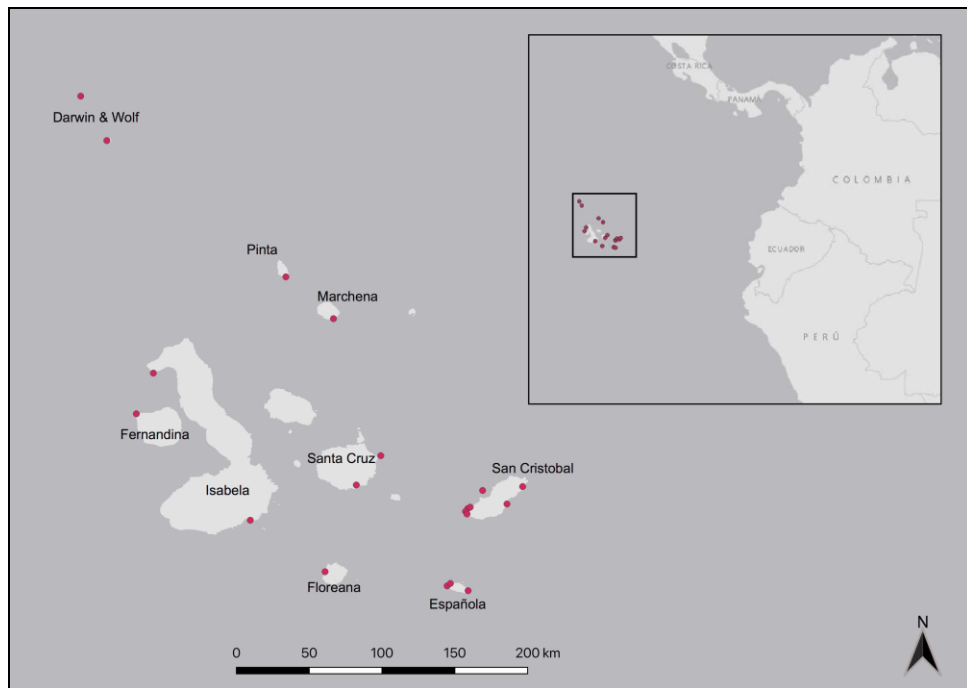 COSTA RICA
PANAMÁ
COLOMBIA
ECUADOR
PERÚ
Darwin & Wolf
Pinta
Marchena
Fernandina
Santa Cruz
San Cristobal
Isabela
Floreana
Española
0 50 100 150 200 km
N